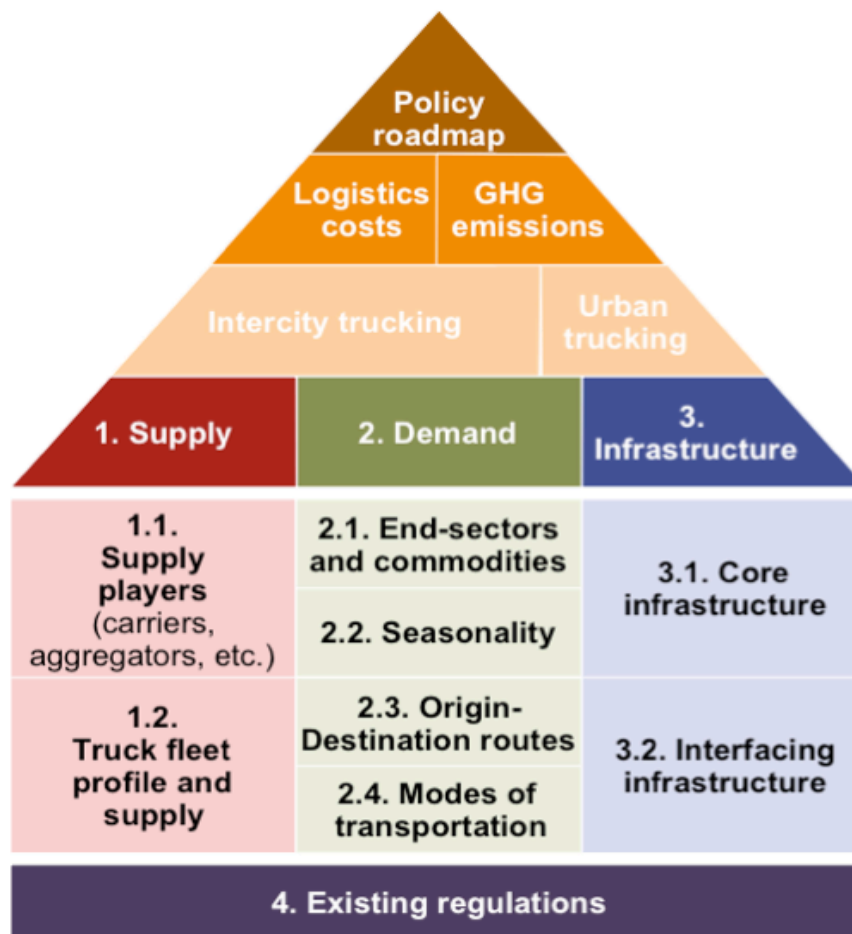 Policy
roadmap
Logistics
costs
GHG
emissions
Intercity trucking
Urban
trucking
1. Supply
2. Demand
3.
Infrastructure
1.1.
Supply
players
(carriers,
aggregators, etc.)
1.2.
Truck fleet
profile and
supply
2.1. End-sectors
and commodities
2.2. Seasonality
2.3. Origin-
Destination routes
2.4. Modes of
transportation
3.1. Core
infrastructure
3.2. Interfacing
infrastructure
4. Existing regulations